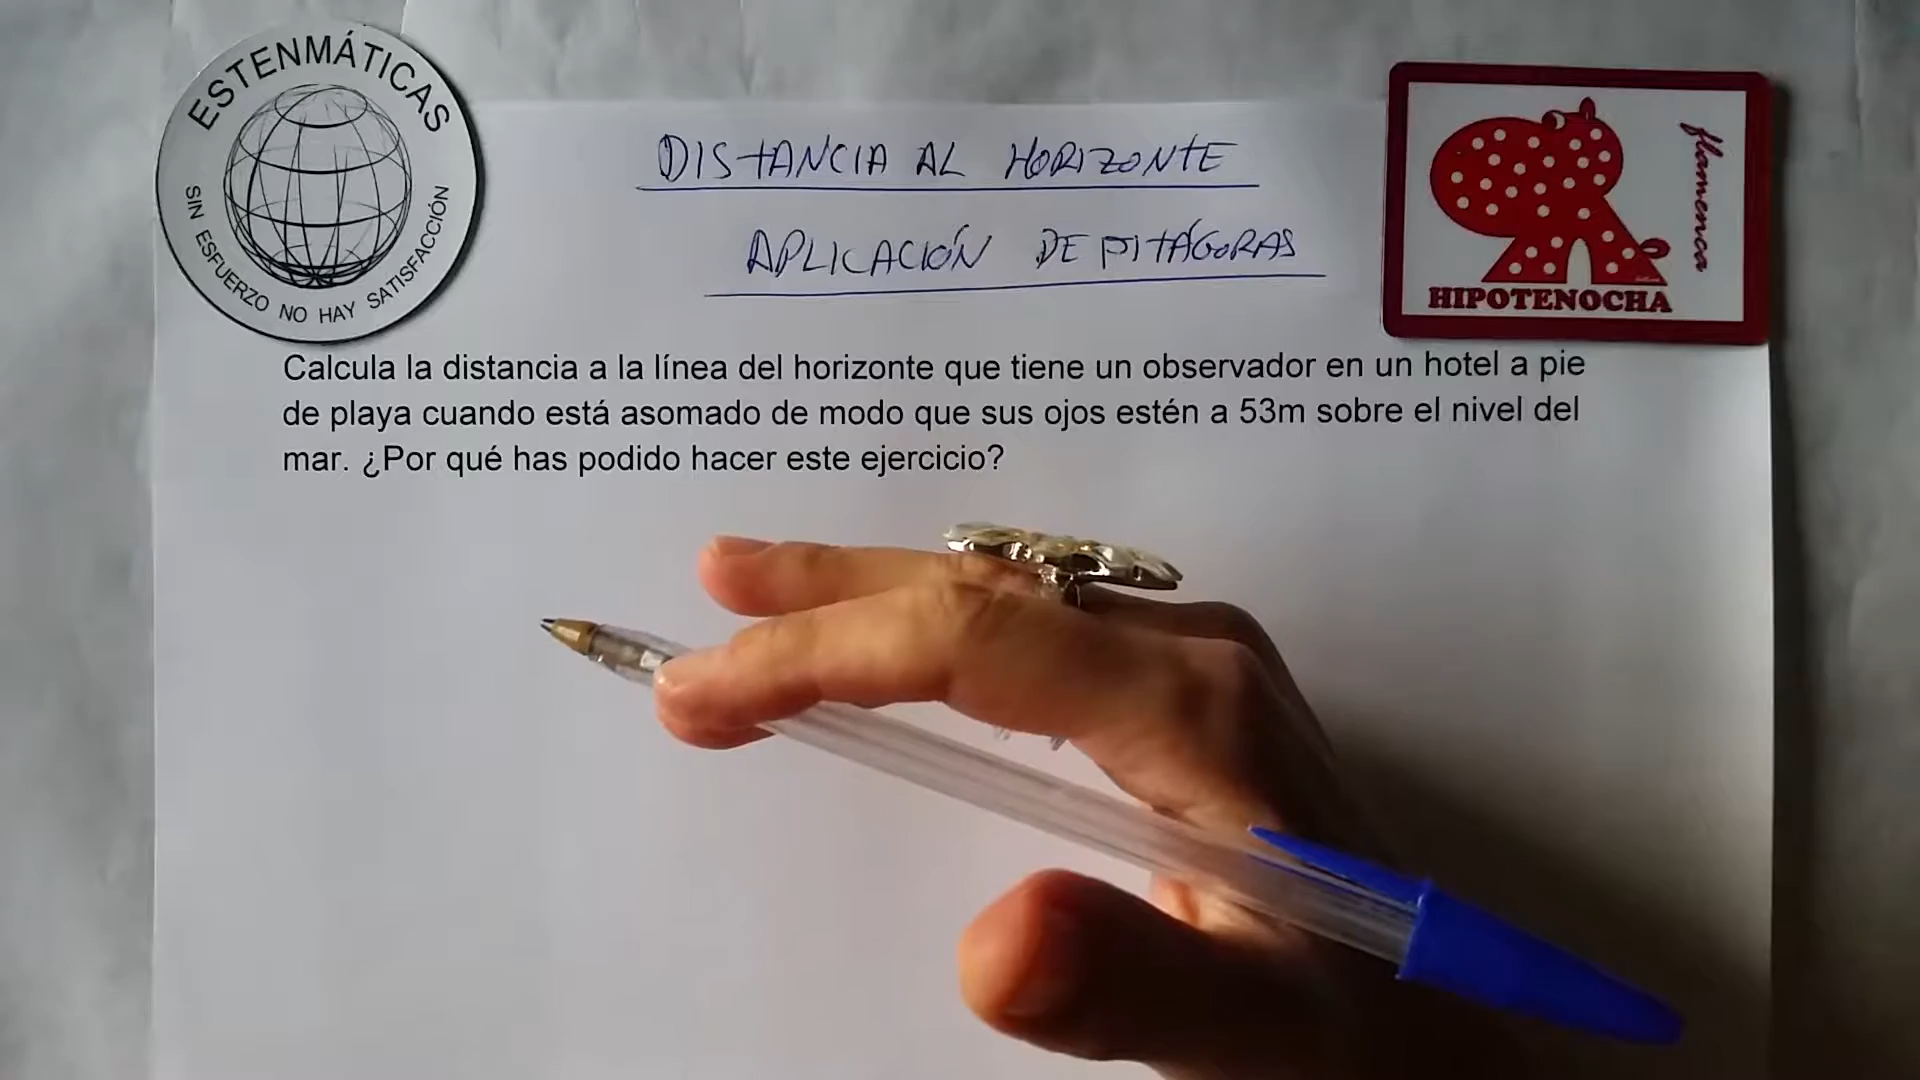 ESTENMÁTICAS
SIN ESFUERZO NO HAY SATISFACCIÓN
DISTANCIA AL HORIZONTE
APLICACIÓN DE PITÁGORAS
flamenca
HIPOTENOCHA
Calcula la distancia a la línea del horizonte que tiene un observador en un hotel a pie
de playa cuando está asomado de modo que sus ojos estén a 53m sobre el nivel del
mar. ¿Por qué has podido hacer este ejercicio?